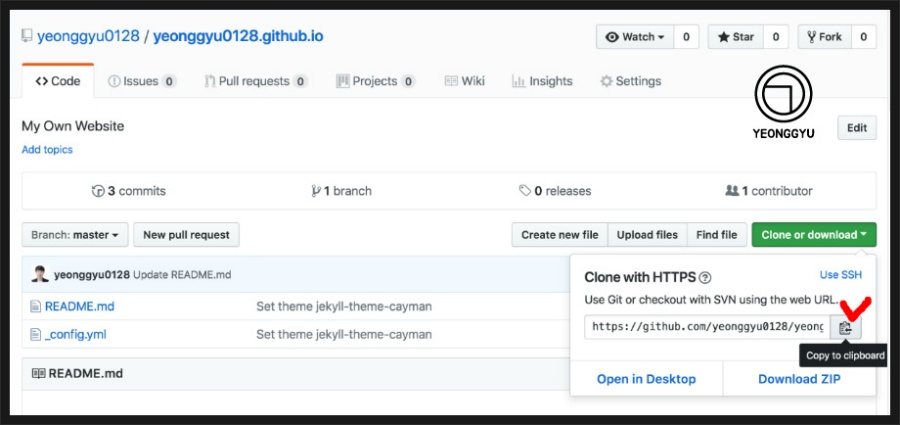 yeonggyu0128 / yeonggyu0128.github.io
Watch 0 Star 0 Fork 0
Code Issues 0 Pull requests 0 Projects 0 Wiki Insights Settings
YEONGGYU
My Own Website
Edit
Add topics
3 commits 1 branch 0 releases 1 contributor
Branch: master New pull request Create new file Upload files Find file Clone or download
yeonggyu0128 Update README.md
README.md Set theme jekyll-theme-cayman
_config.yml Set theme jekyll-theme-cayman
README.md
Clone with HTTPS Use SSH
Use Git or checkout with SVN using the web URL.
https://github.com/yeonggyu0128/yeong
Copy to clipboard
Open in Desktop Download ZIP